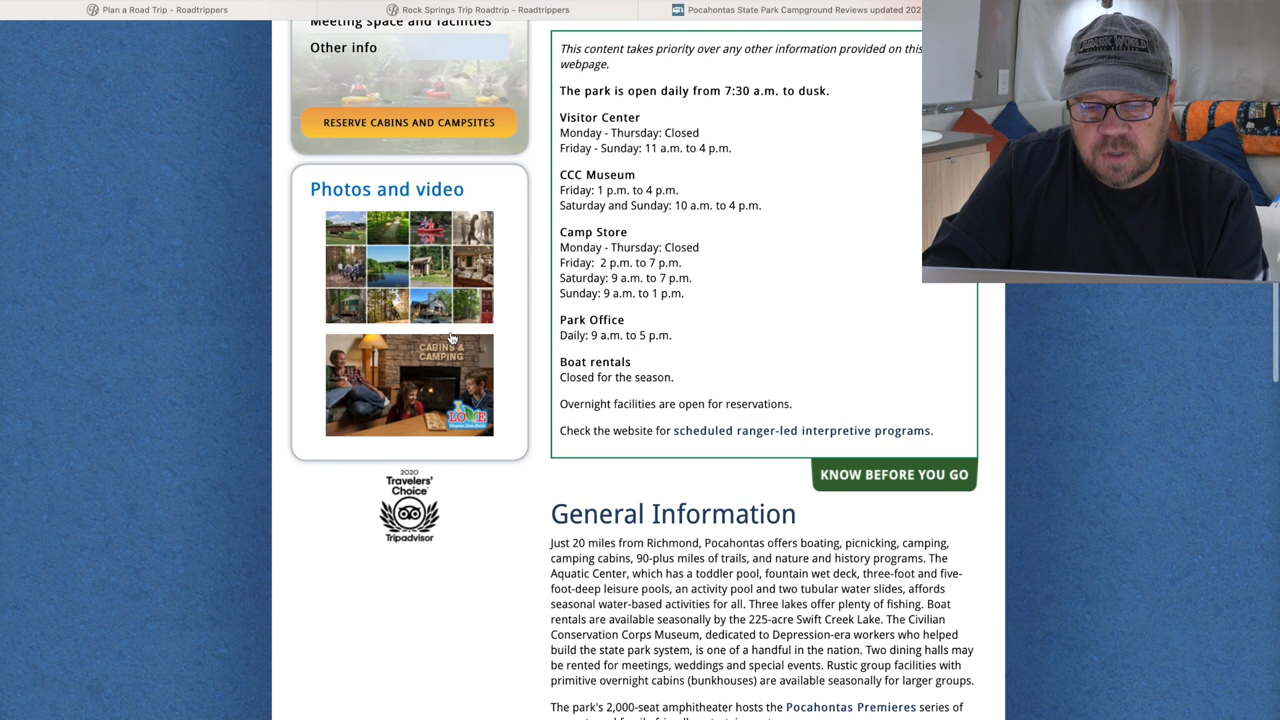 Plan a Road Trip - Roadtrippers
Rock Springs Trip Roadtrip - Roadtrippers
Pocahontas State Park Campground Reviews updated 202
Meeting space and facilities
Other info
RESERVE CABINS AND CAMPSITES
Photos and video
CABINS &
CAMPING
I LOVE
2020
Travelers'
Choice
Tripadvisor
This content takes priority over any other information provided on this
webpage.
The park is open daily from 7:30 a.m. to dusk.
Visitor Center
Monday - Thursday: Closed
Friday - Sunday: 11 a.m. to 4 p.m.
CCC Museum
Friday: 1 p.m. to 4 p.m.
Saturday and Sunday: 10 a.m. to 4 p.m.
Camp Store
Monday - Thursday: Closed
Friday:  2 p.m. to 7 p.m.
Saturday: 9 a.m. to 7 p.m.
Sunday: 9 a.m. to 1 p.m.
Park Office
Daily: 9 a.m. to 5 p.m.
Boat rentals
Closed for the season.
Overnight facilities are open for reservations.
Check the website for scheduled ranger-led interpretive programs.
KNOW BEFORE YOU GO
General Information
Just 20 miles from Richmond, Pocahontas offers boating, picnicking, camping,
camping cabins, 90-plus miles of trails, and nature and history programs. The
Aquatic Center, which has a toddler pool, fountain wet deck, three-foot and five-
foot-deep leisure pools, an activity pool and two tubular water slides, affords
seasonal water-based activities for all. Three lakes offer plenty of fishing. Boat
rentals are available seasonally by the 225-acre Swift Creek Lake. The Civilian
Conservation Corps Museum, dedicated to Depression-era workers who helped
build the state park system, is one of a handful in the nation. Two dining halls may
be rented for meetings, weddings and special events. Rustic group facilities with
primitive overnight cabins (bunkhouses) are available seasonally for larger groups.
The park's 2,000-seat amphitheater hosts the Pocahontas Premieres series of
JURASSIC WORLD